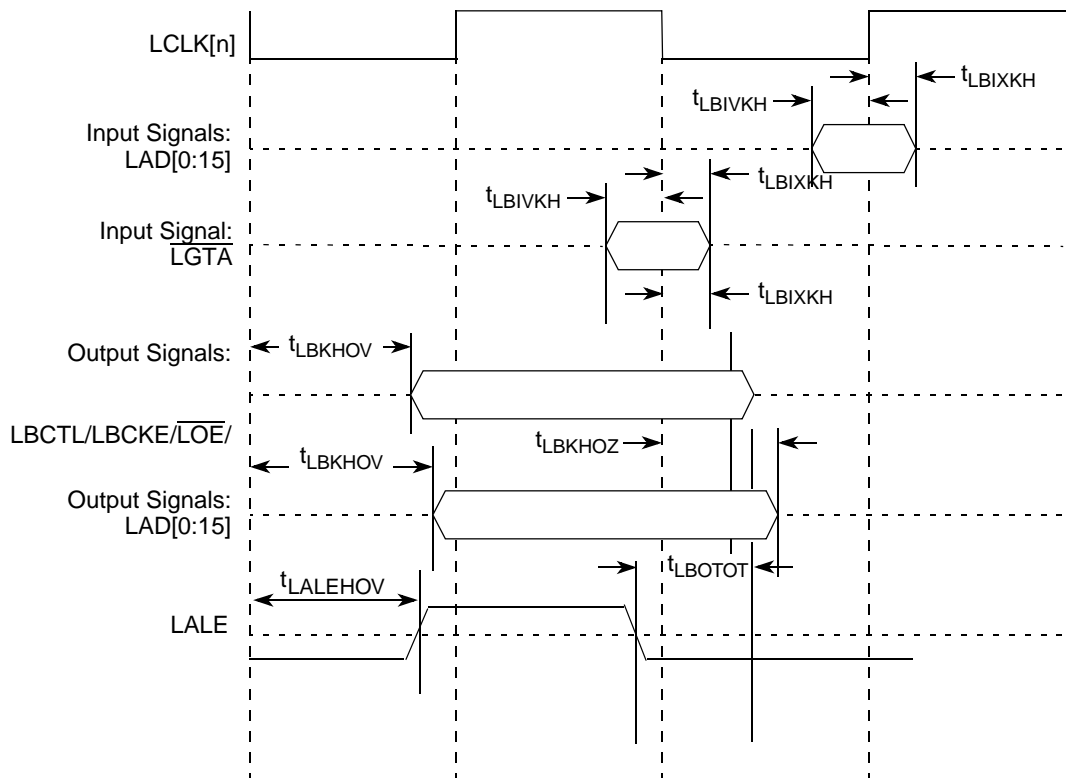 LCLK[n]
tLBIXKH
tLBIVKH
Input Signals:
LAD[0:15]
tLBIXKH
tLBIVKH
Input Signal:
LGTA
tLBIXKH
tLBKHOV
Output Signals:
LBCTL/LBCKE/LOE/
tLBKHOZ
tLBKHOV
Output Signals:
LAD[0:15]
tLBOTOT
tLALEHOV
LALE